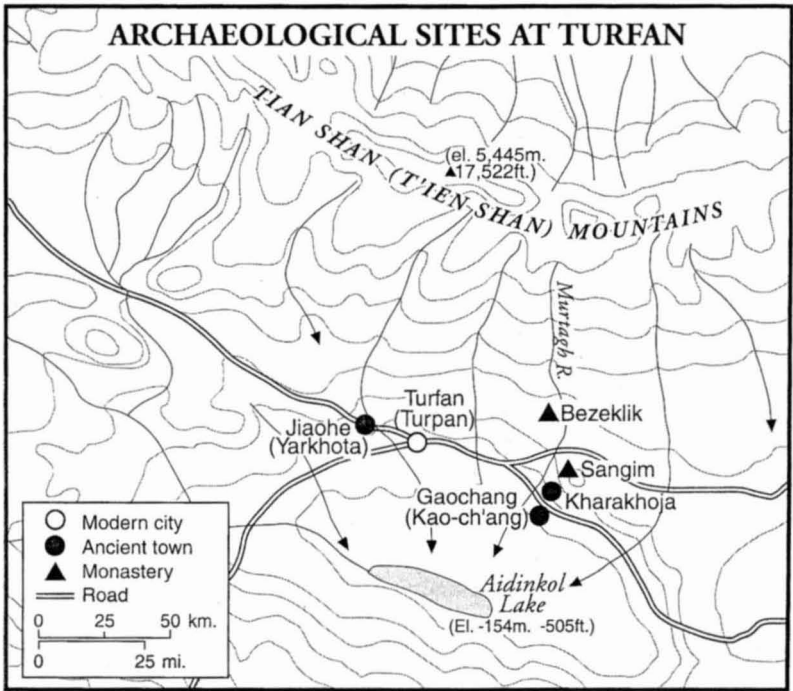 ARCHAEOLOGICAL SITES AT TURFAN
TIAN SHAN (T'IEN SHAN) MOUNTAINS
(el. 5,445m.
17,522ft.)
Murtagh R.
Bezeklik
Turfan
(Turpan)
Jiaohe
(Yarkhota)
Sangim
Kharakhoja
Gaochang
(Kao-ch'ang)
Aidinkol
Lake
(El. -154m. -505ft.)
Modern city
Ancient town
Monastery
Road
0 25 50 km.
0 25 mi.